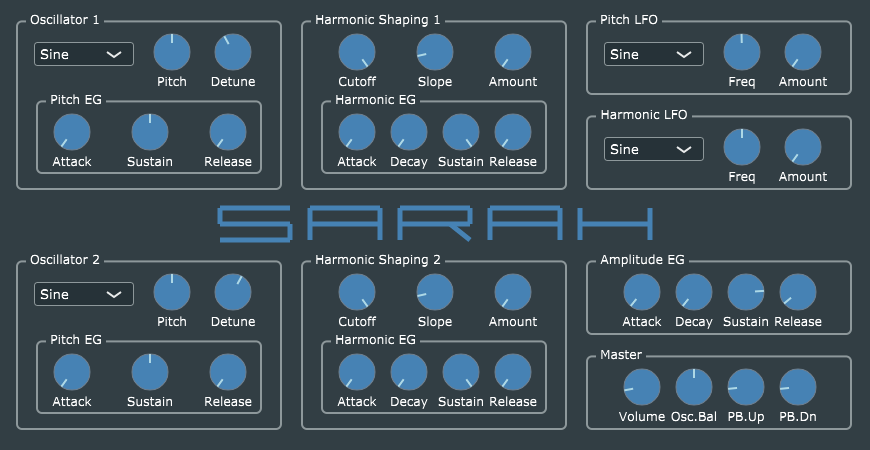 Oscillator 1
Sine
Pitch Detune
Pitch EG
Attack Sustain Release
Harmonic Shaping 1
Cutoff Slope Amount
Harmonic EG
Attack Decay Sustain Release
Pitch LFO
Sine
Freq Amount
Harmonic LFO
Sine
Freq Amount
SARAH
Oscillator 2
Sine
Pitch Detune
Pitch EG
Attack Sustain Release
Harmonic Shaping 2
Cutoff Slope Amount
Harmonic EG
Attack Decay Sustain Release
Amplitude EG
Attack Decay Sustain Release
Master
Volume Osc.Bal PB.Up PB.Dn